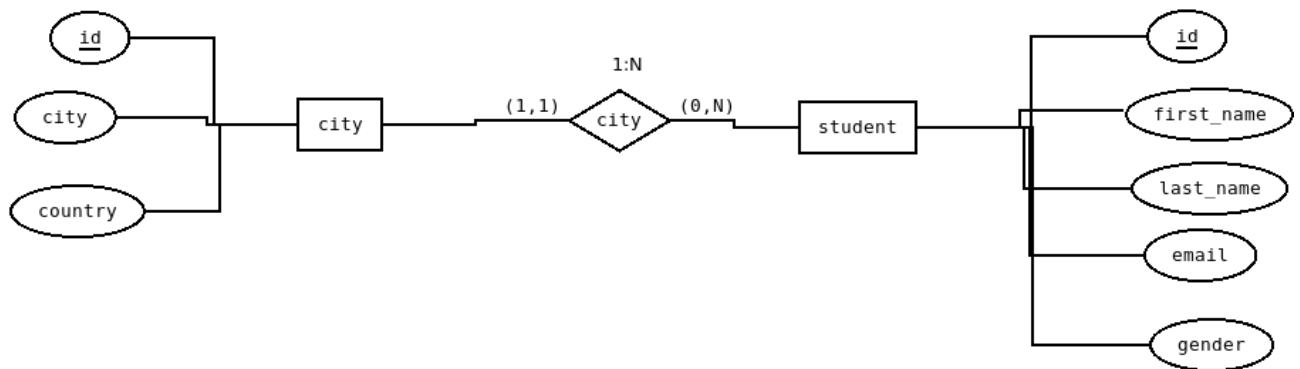 id
city
country
city
1:N
(1,1)
city
(0,N)
student
id
first_name
last_name
email
gender